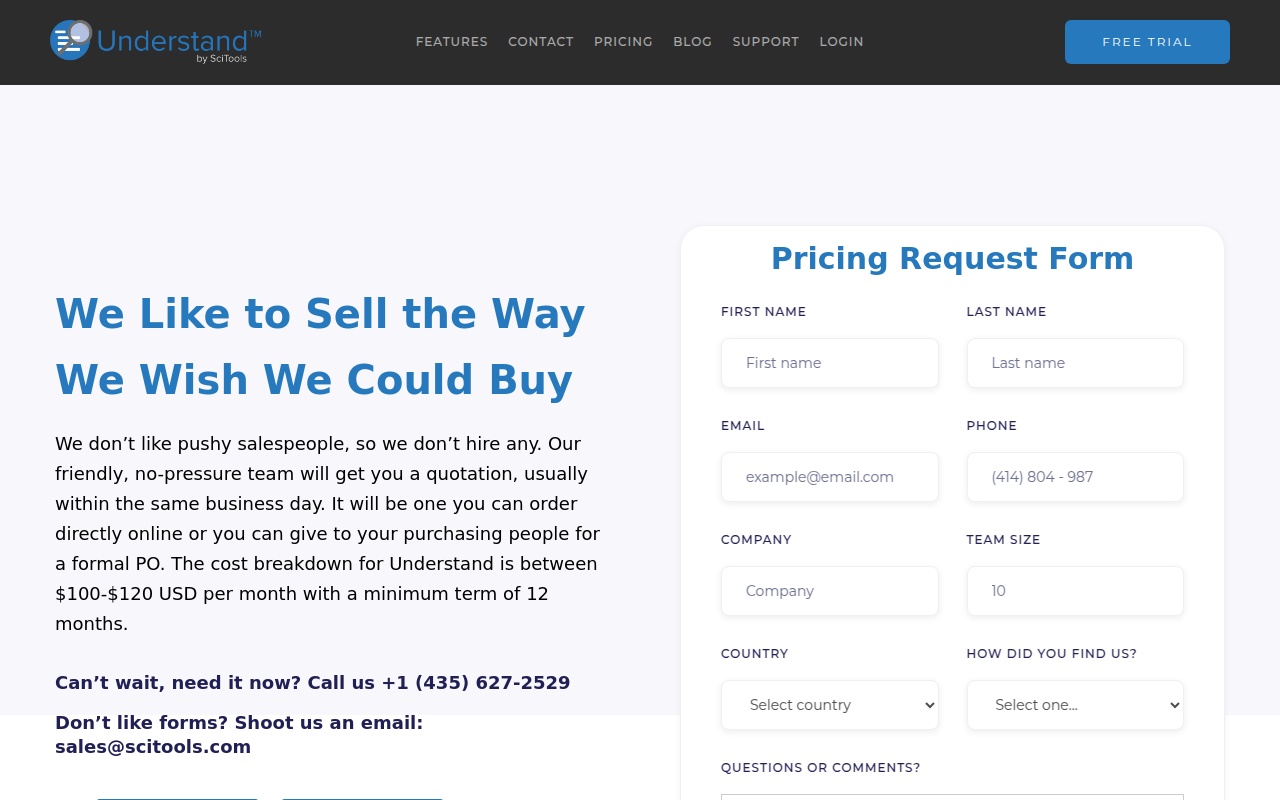 Understand™
by SciTools
FEATURES CONTACT PRICING BLOG SUPPORT LOGIN
FREE TRIAL
We Like to Sell the Way
We Wish We Could Buy
We don’t like pushy salespeople, so we don’t hire any. Our
friendly, no-pressure team will get you a quotation, usually
within the same business day. It will be one you can order
directly online or you can give to your purchasing people for
a formal PO. The cost breakdown for Understand is between
$100-$120 USD per month with a minimum term of 12
months.
Can’t wait, need it now? Call us +1 (435) 627-2529
Don’t like forms? Shoot us an email:
sales@scitools.com
Pricing Request Form
FIRST NAME LAST NAME
First name Last name
EMAIL PHONE
example@email.com (414) 804 - 987
COMPANY TEAM SIZE
Company 10
COUNTRY HOW DID YOU FIND US?
Select country Select one...
QUESTIONS OR COMMENTS?